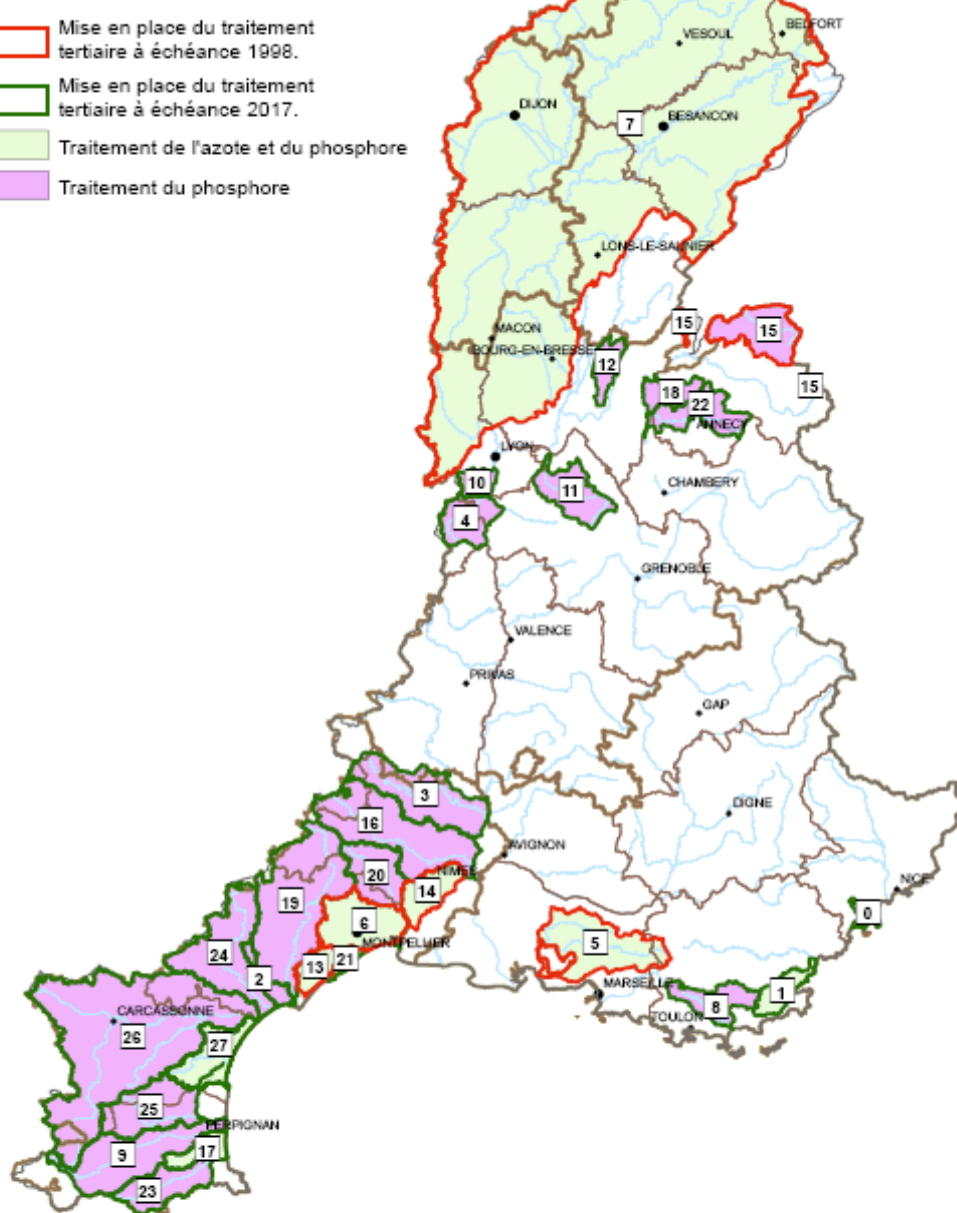 Mise en place du traitement
tertiaire à échéance 1998.
Mise en place du traitement
tertiaire à échéance 2017.
Traitement de l'azote et du phosphore
Traitement du phosphore
BELFORT
VESOUL
DIJON
7
BESANCON
LONS-LE-SAUNIER
15
15
MACON
BOURG-EN-BRESSE
12
15
18
22
ANNECY
LYON
10
11
CHAMBERY
4
GRENOBLE
VALENCE
PRIVAS
GAP
3
DIGNE
16
AVIGNON
20
NIMES
14
NICE
19
0
6
MONTPELLIER
5
24
13
21
2
MARSEILLE
1
8
CARCASSONNE
TOULON
26
27
25
PERPIGNAN
17
9
23